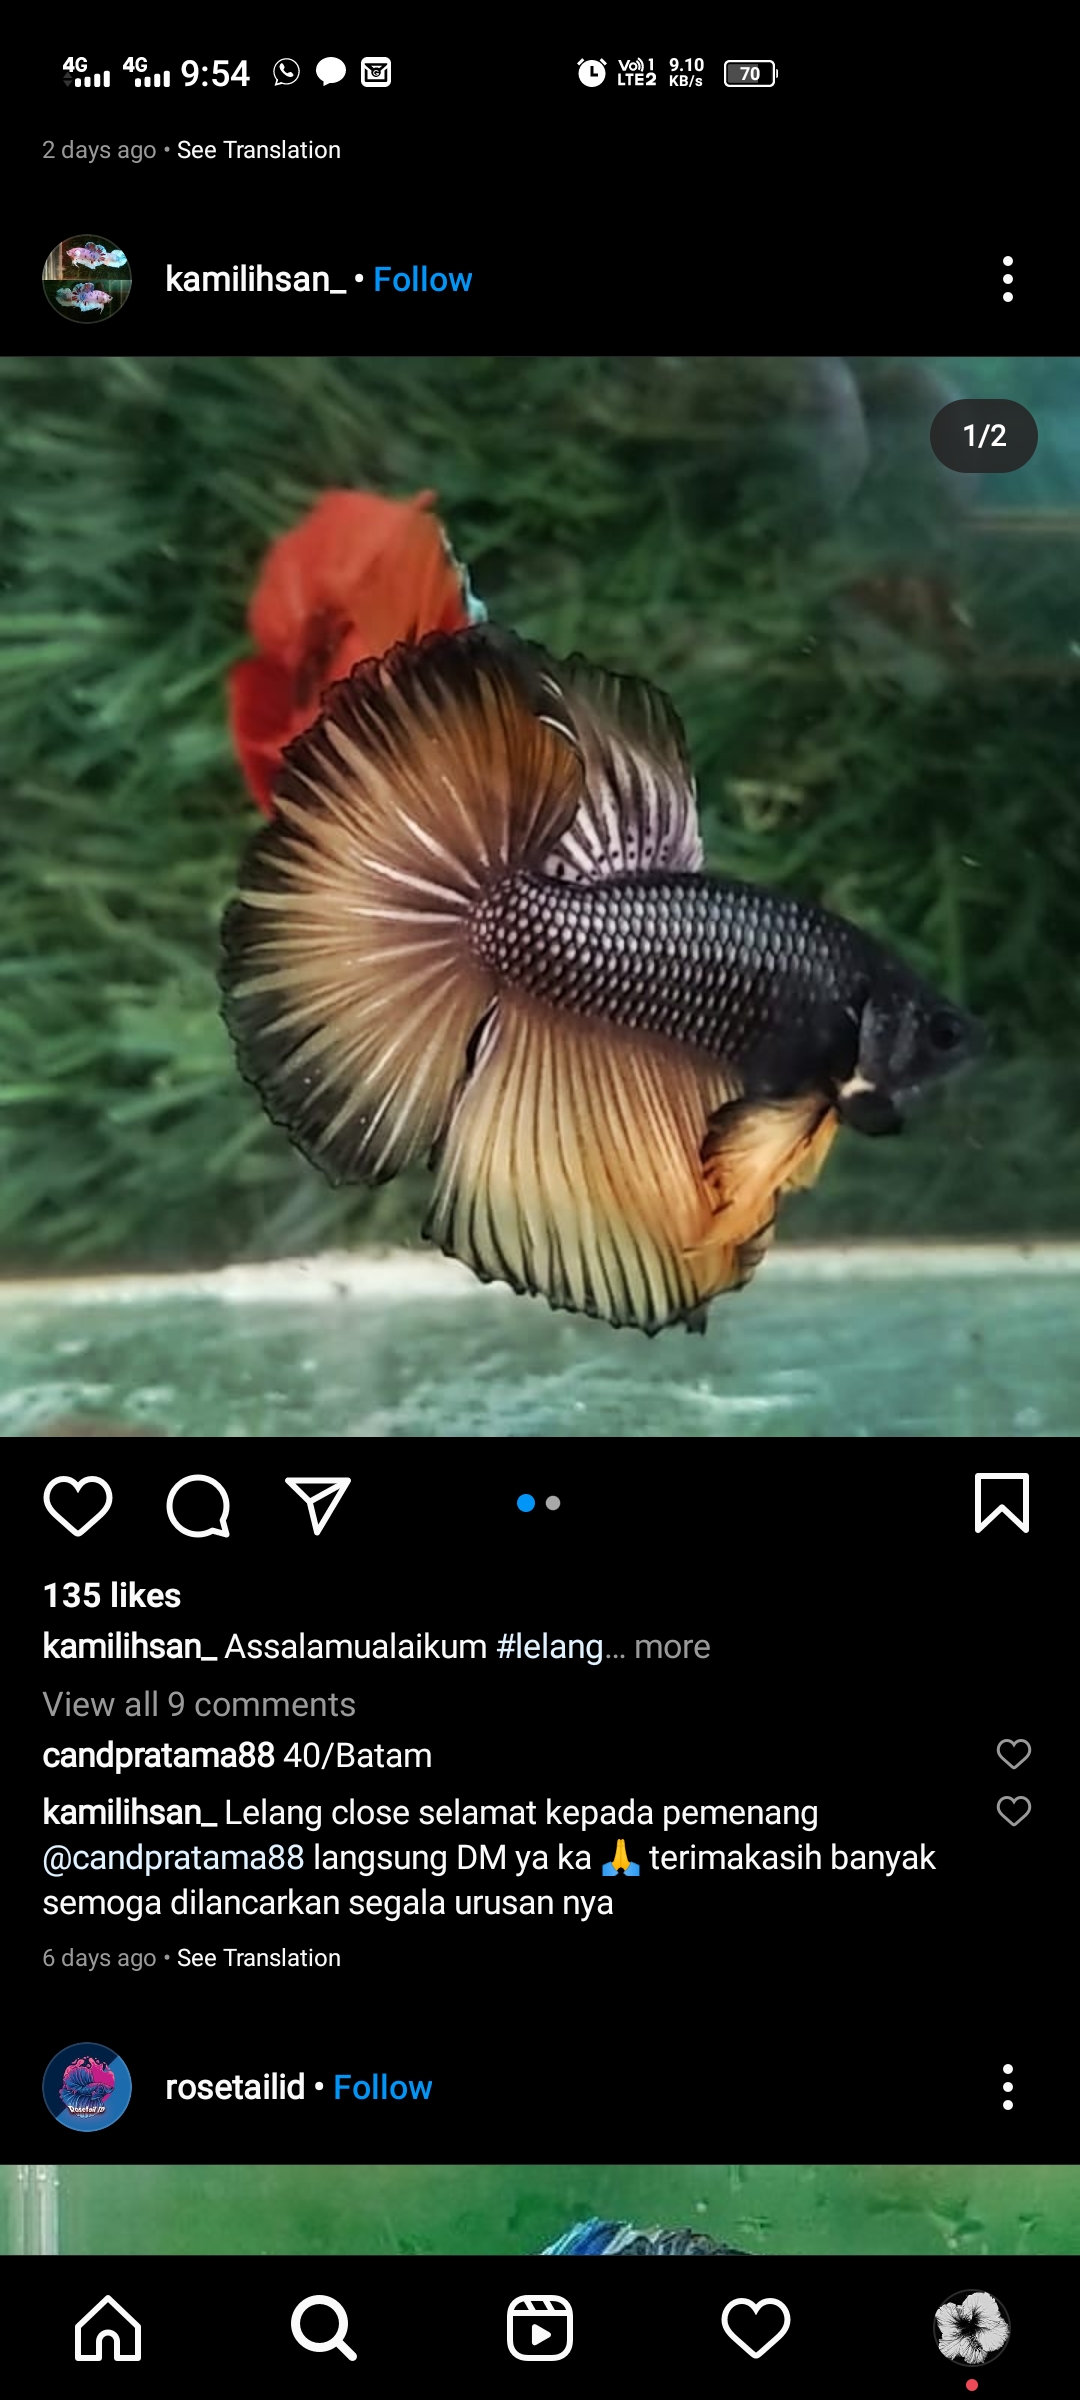 4G 4G 9:54 Vo) 1 LTE2 9.10 KB/s 70
2 days ago • See Translation
kamilihsan_ • Follow
1/2
135 likes
kamilihsan_ Assalamualaikum #lelang... more
View all 9 comments
candpratama88 40/Batam
kamilihsan_ Lelang close selamat kepada pemenang
@candpratama88 langsung DM ya ka 🙏 terimakasih banyak
semoga dilancarkan segala urusan nya
6 days ago • See Translation
rosetailid • Follow